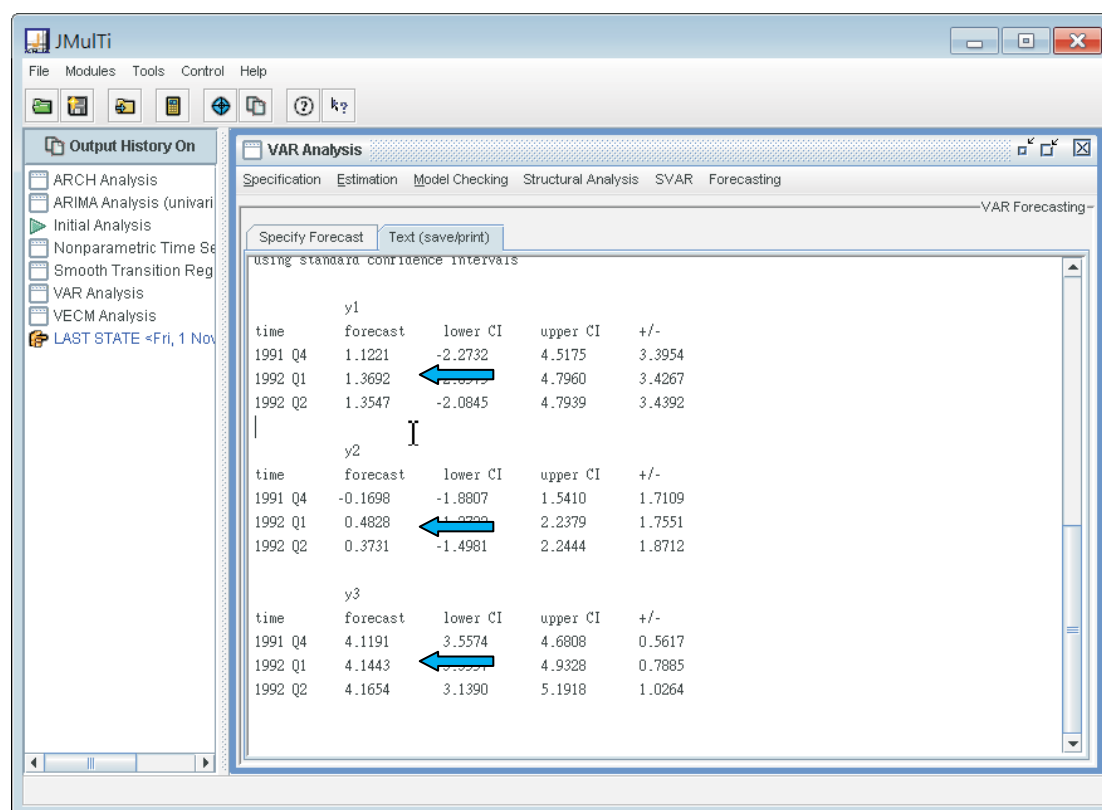 JMulTi
File Modules Tools Control Help
Output History On
ARCH Analysis
ARIMA Analysis (univari
Initial Analysis
Nonparametric Time Se
Smooth Transition Reg
VAR Analysis
VECM Analysis
LAST STATE <Fri, 1 Nov
VAR Analysis
Specification Estimation Model Checking Structural Analysis SVAR Forecasting
VAR Forecasting
Specify Forecast Text (save/print)
using standard confidence intervals
y1
time forecast lower CI upper CI +/-
1991 Q4 1.1221 -2.2732 4.5175 3.3954
1992 Q1 1.3692 4.7960 3.4267
1992 Q2 1.3547 -2.0845 4.7939 3.4392
y2
time forecast lower CI upper CI +/-
1991 Q4 -0.1698 -1.8807 1.5410 1.7109
1992 Q1 0.4828 2.2379 1.7551
1992 Q2 0.3731 -1.4981 2.2444 1.8712
y3
time forecast lower CI upper CI +/-
1991 Q4 4.1191 3.5574 4.6808 0.5617
1992 Q1 4.1443 4.9328 0.7885
1992 Q2 4.1654 3.1390 5.1918 1.0264